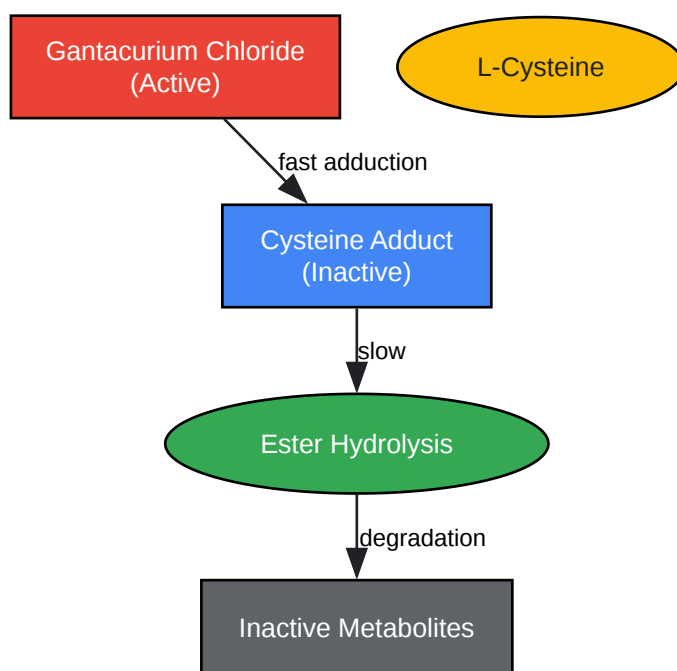 Gantacurium Chloride
(Active)
L-Cysteine
fast adduction
Cysteine Adduct
(Inactive)
slow
Ester Hydrolysis
degradation
Inactive Metabolites